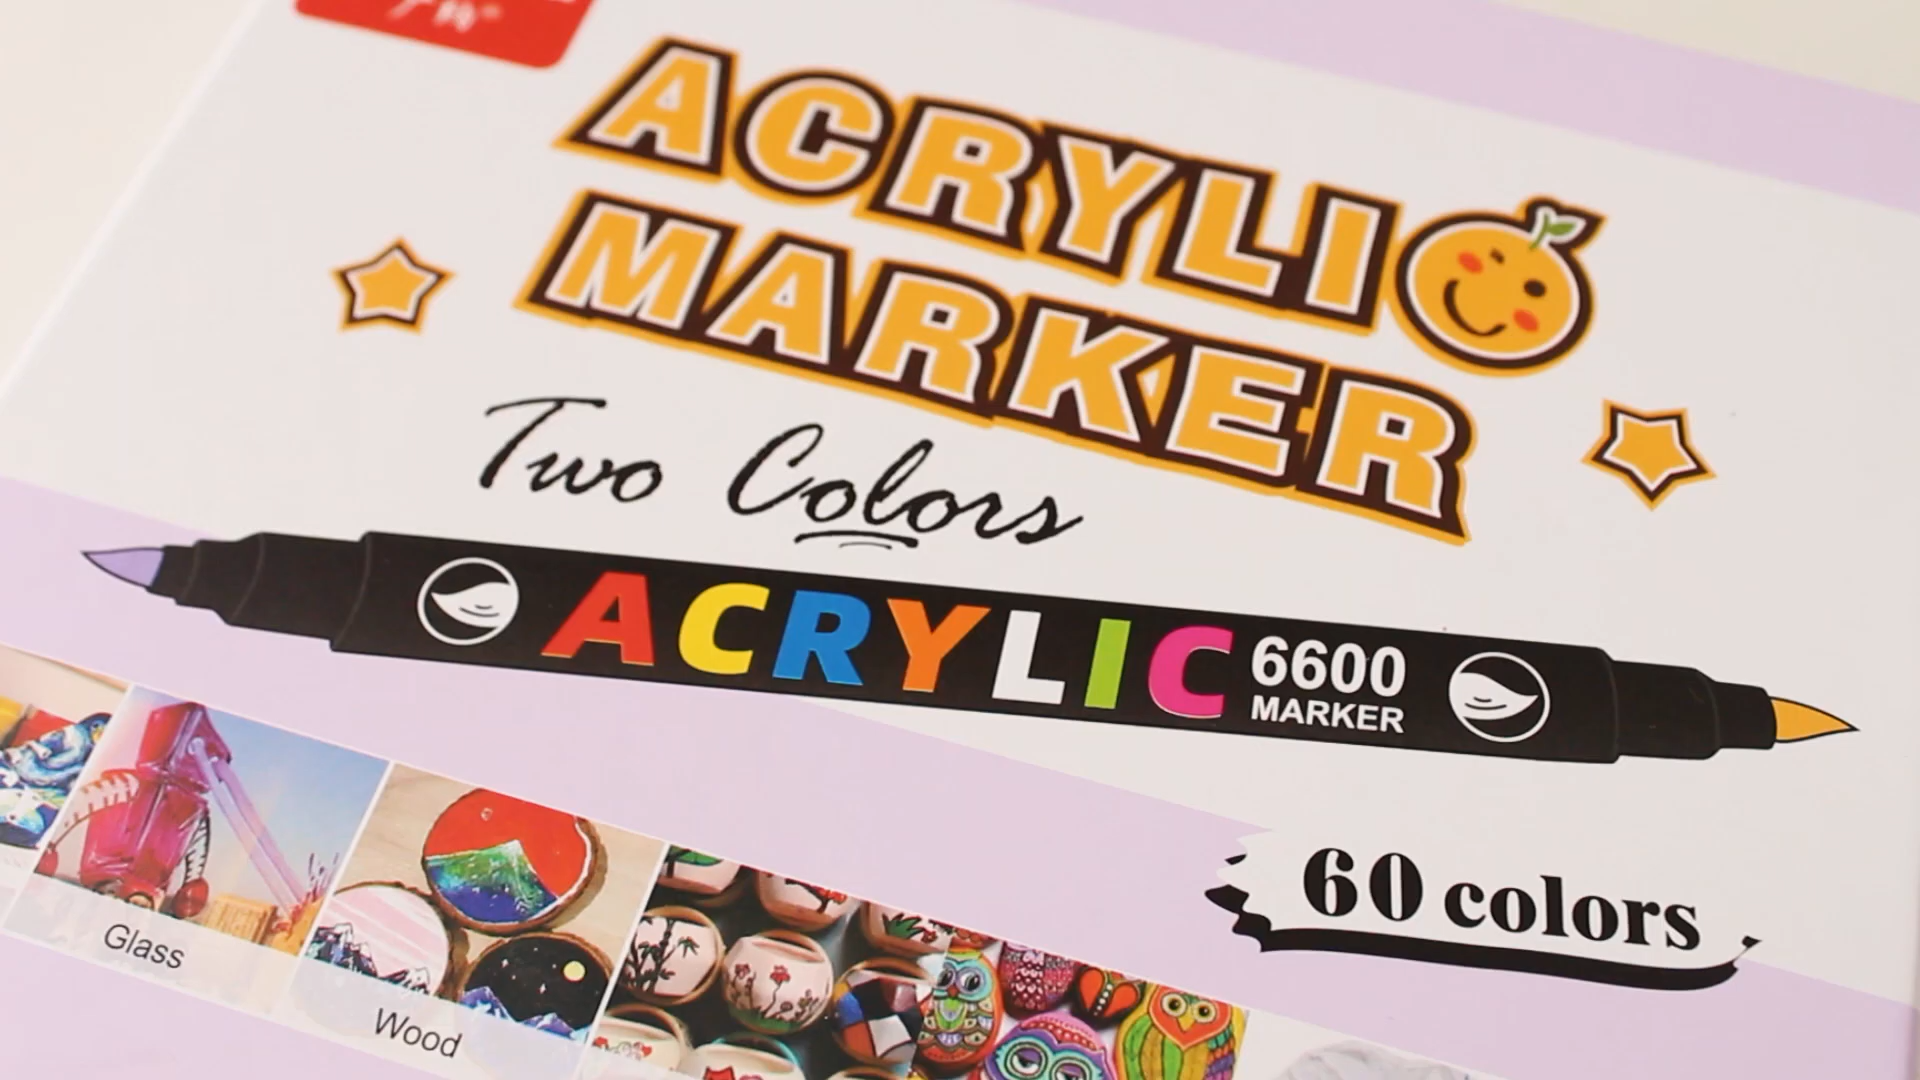 ACRYLIC
MARKER
Two Colors
ACRYLIC 6600
MARKER
60 colors
Glass
Wood